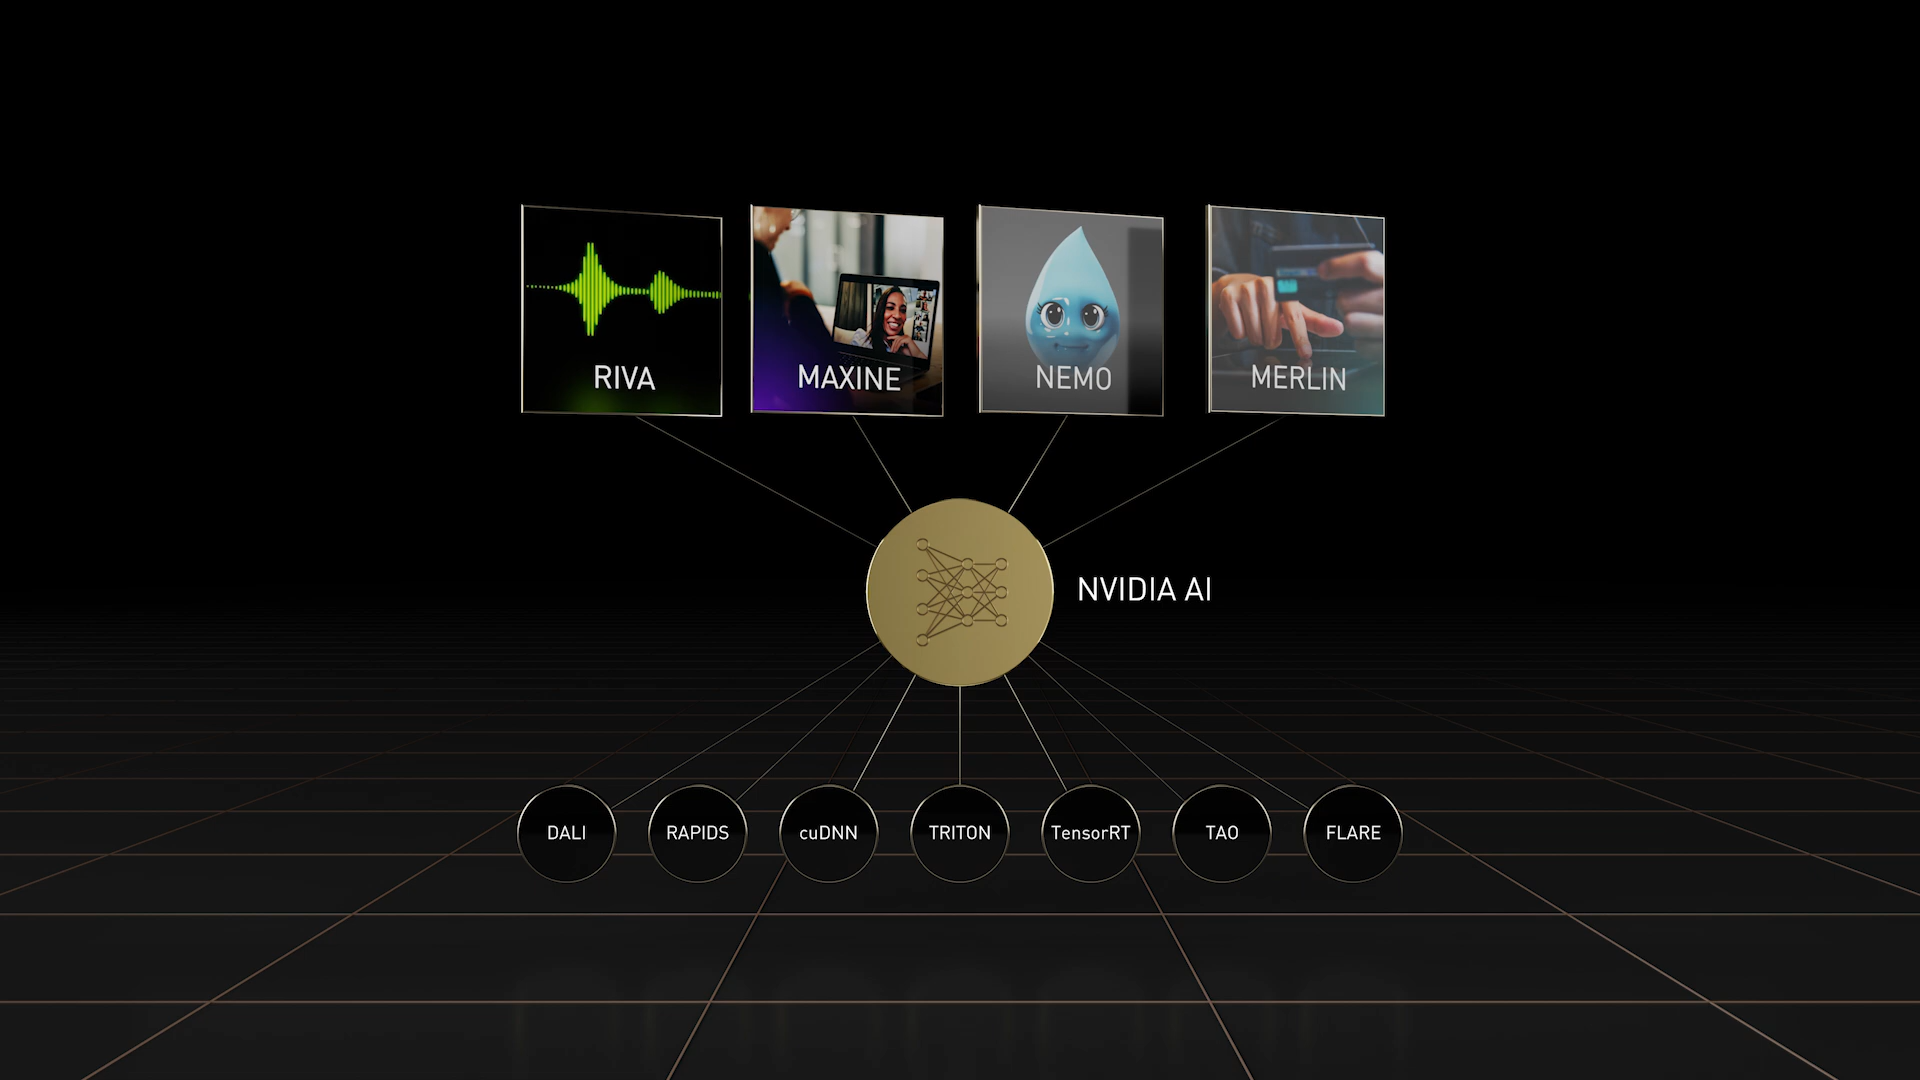 RIVA
MAXINE
NEMO
MERLIN
NVIDIA AI
DALI
RAPIDS
cuDNN
TRITON
TensorRT
TAO
FLARE